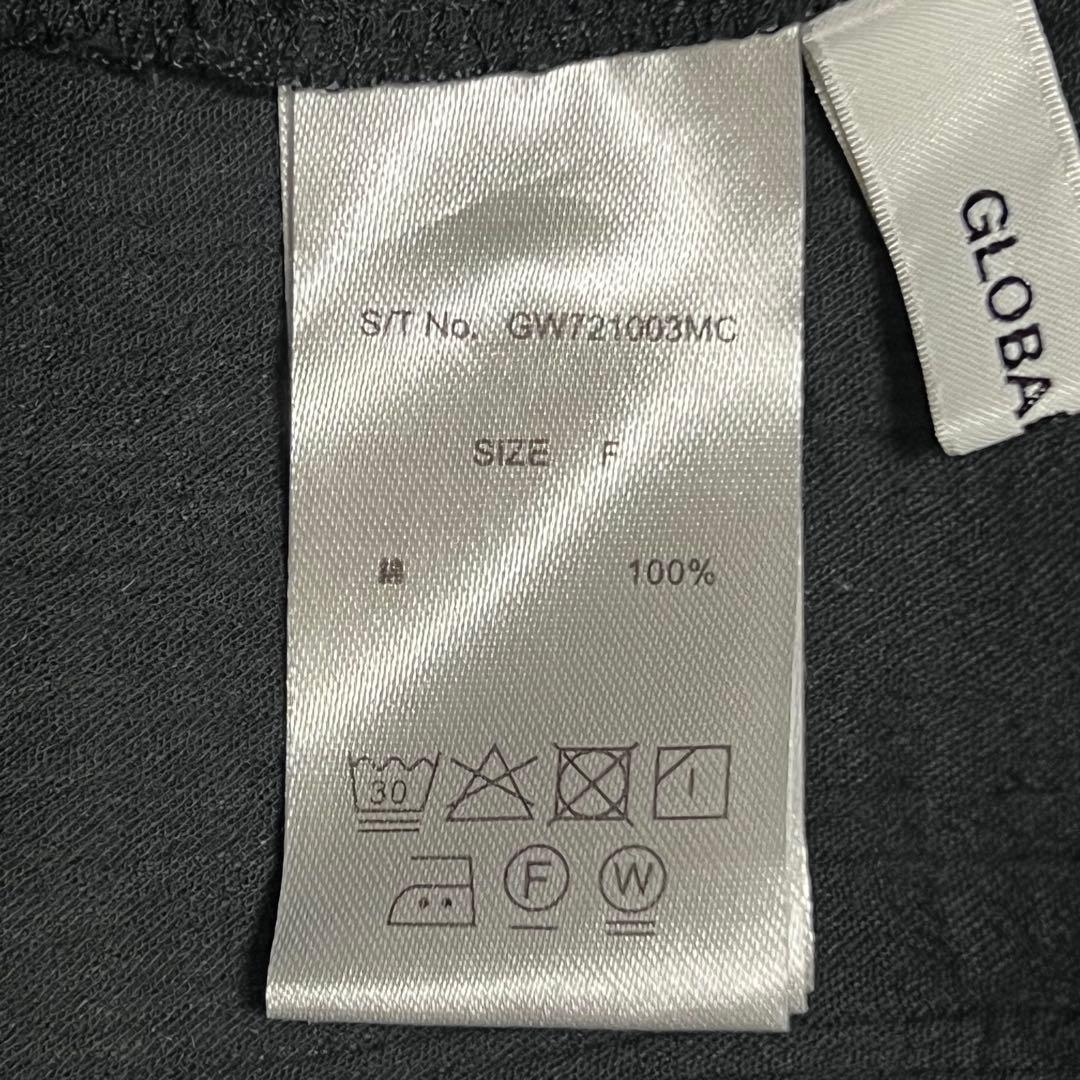 S/T No. GW721003MC
SIZE F
綿 100%
30
F W
GLOBA